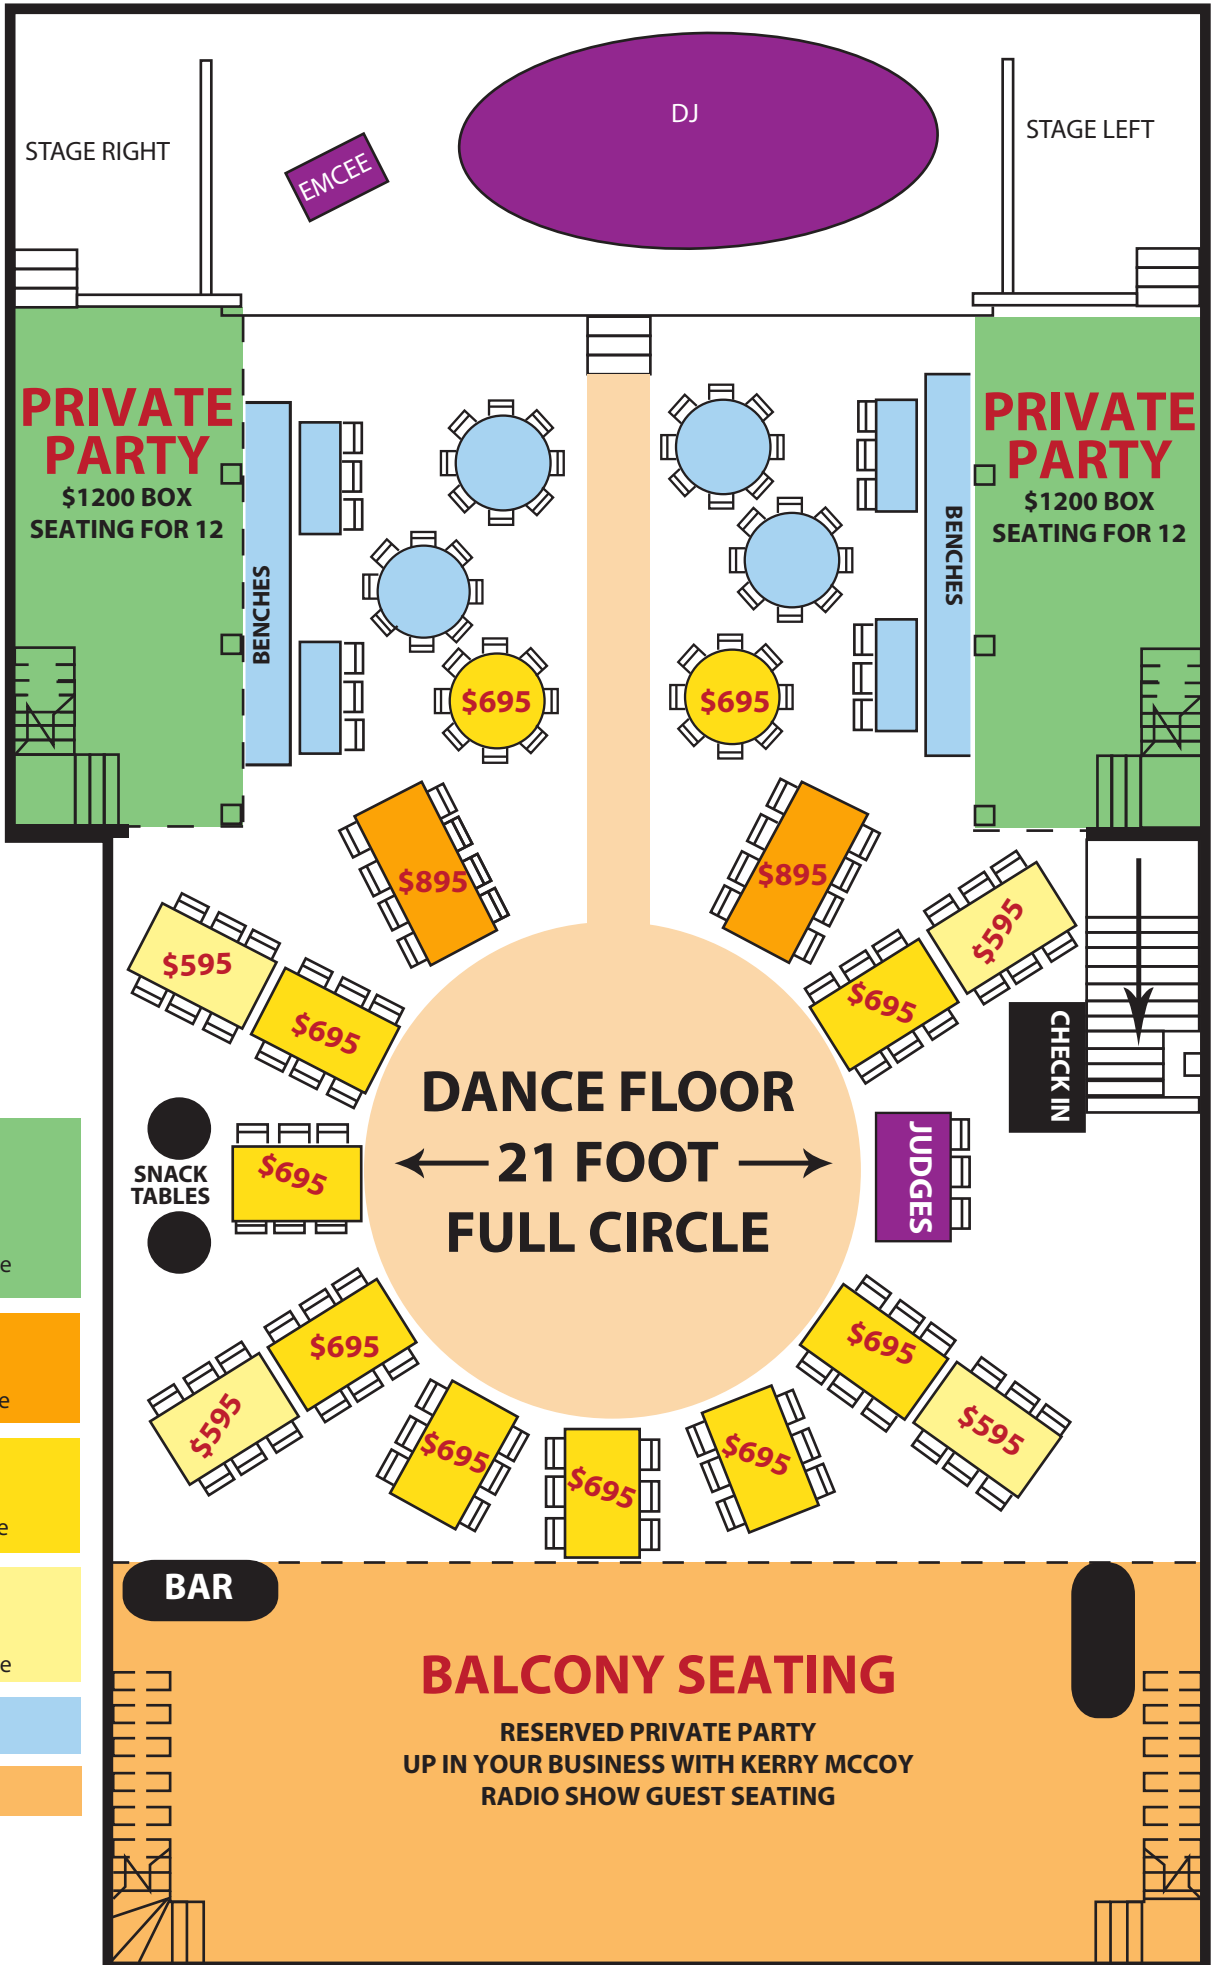 DJ
STAGE RIGHT
EMCEE
STAGE LEFT
PRIVATE
PARTY
$1200 BOX
SEATING FOR 12
PRIVATE
PARTY
$1200 BOX
SEATING FOR 12
BENCHES
BENCHES
$695
$695
$895
$895
$595
$695
$695
$595
CHECK IN
DANCE FLOOR
21 FOOT
FULL CIRCLE
SNACK
TABLES
$695
JUDGES
e
e
e
e
$695
$595
$695
$695
$695
$695
$595
BAR
BALCONY SEATING
RESERVED PRIVATE PARTY
UP IN YOUR BUSINESS WITH KERRY MCCOY
RADIO SHOW GUEST SEATING